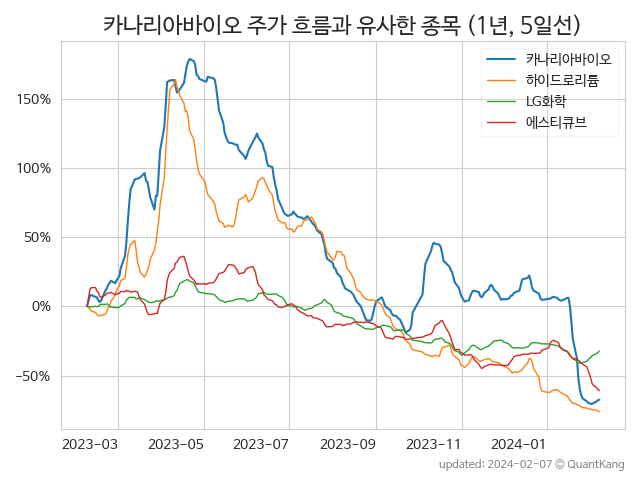 카나리아바이오 주가 흐름과 유사한 종목 (1년, 5일선)
카나리아바이오
하이드로리튬
LG화학
에스티큐브
150%
100%
50%
0%
−50%
2023-03 2023-05 2023-07 2023-09 2023-11 2024-01
updated: 2024-02-07 © QuantKang